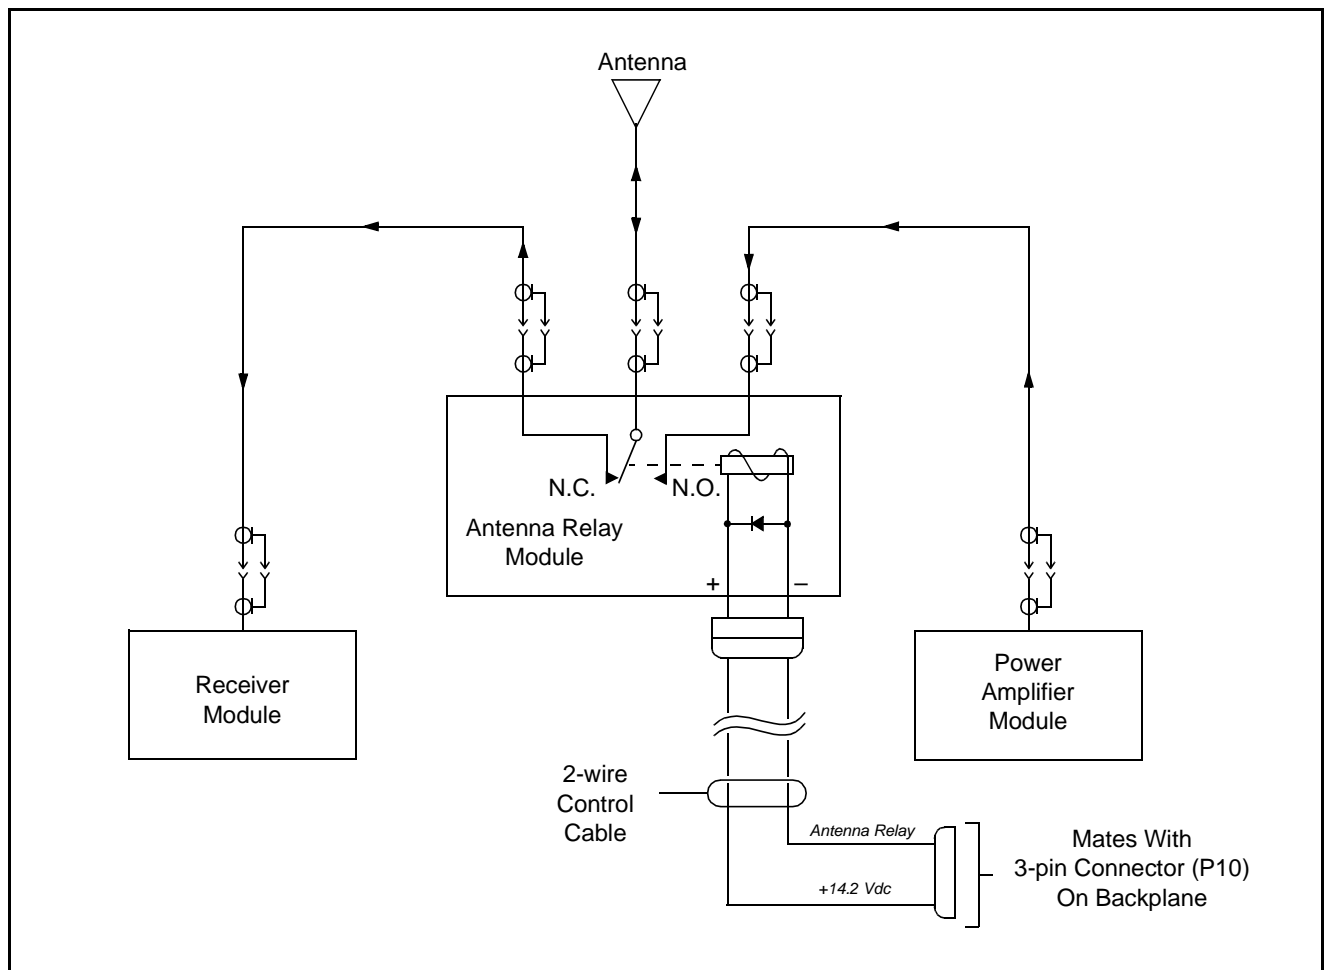 Antenna
N.C.
N.O.
Antenna Relay
Module
+
–
Receiver
Module
Power
Amplifier
Module
2-wire
Control
Cable
Antenna Relay
+14.2 Vdc
Mates With
3-pin Connector (P10)
On Backplane